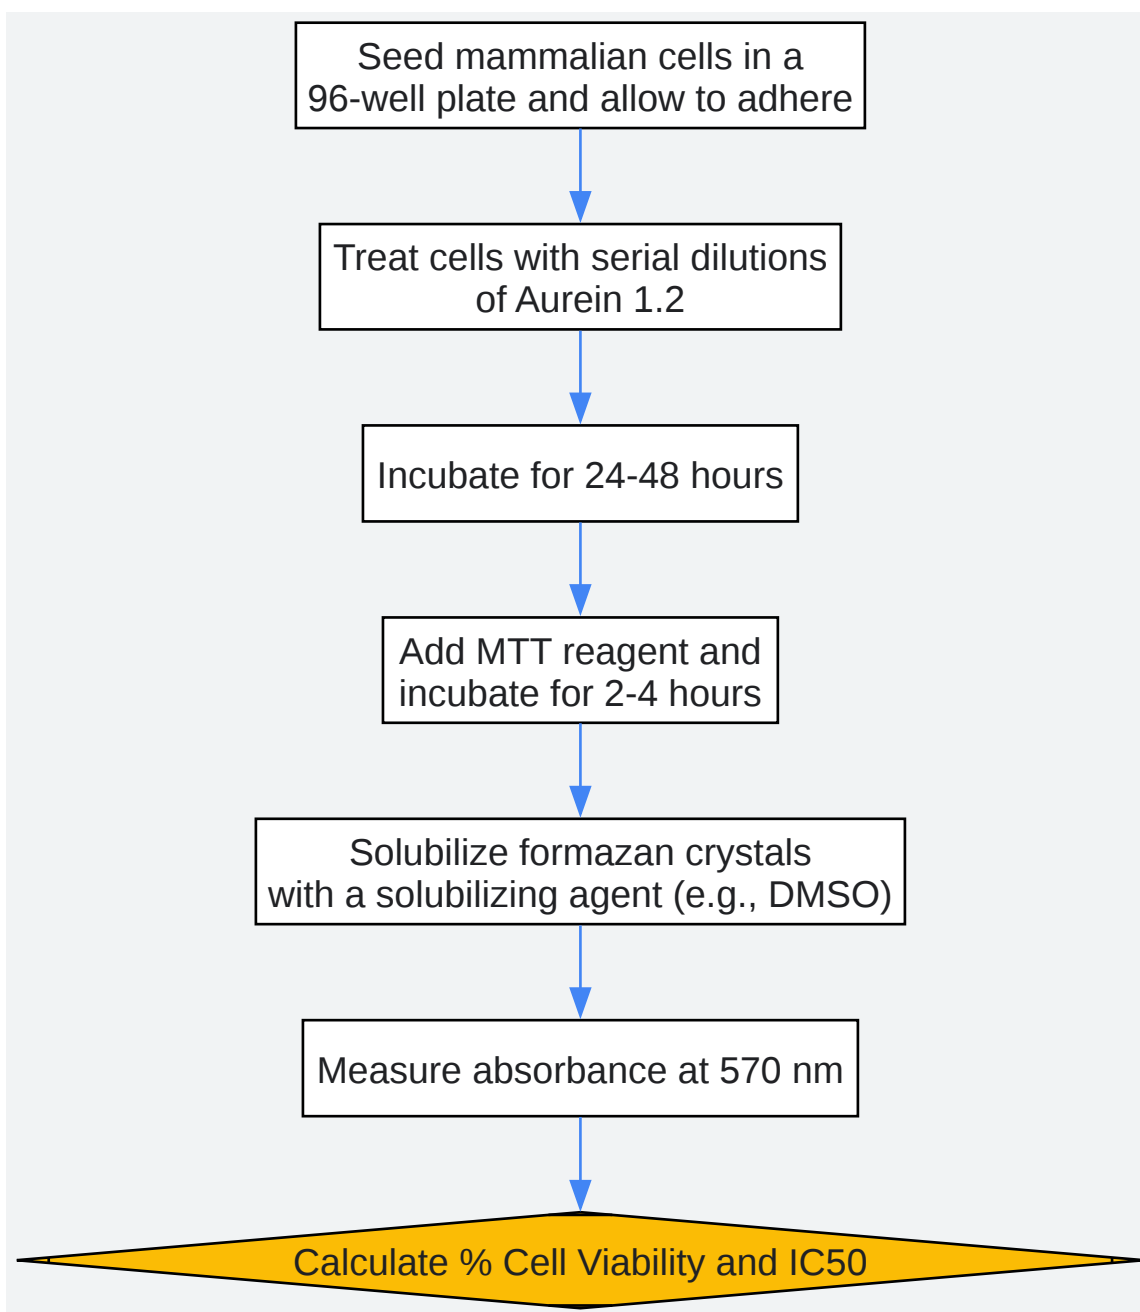 Seed mammalian cells in a
96-well plate and allow to adhere
Treat cells with serial dilutions
of Aurein 1.2
Incubate for 24-48 hours
Add MTT reagent and
incubate for 2-4 hours
Solubilize formazan crystals
with a solubilizing agent (e.g., DMSO)
Measure absorbance at 570 nm
Calculate % Cell Viability and IC50